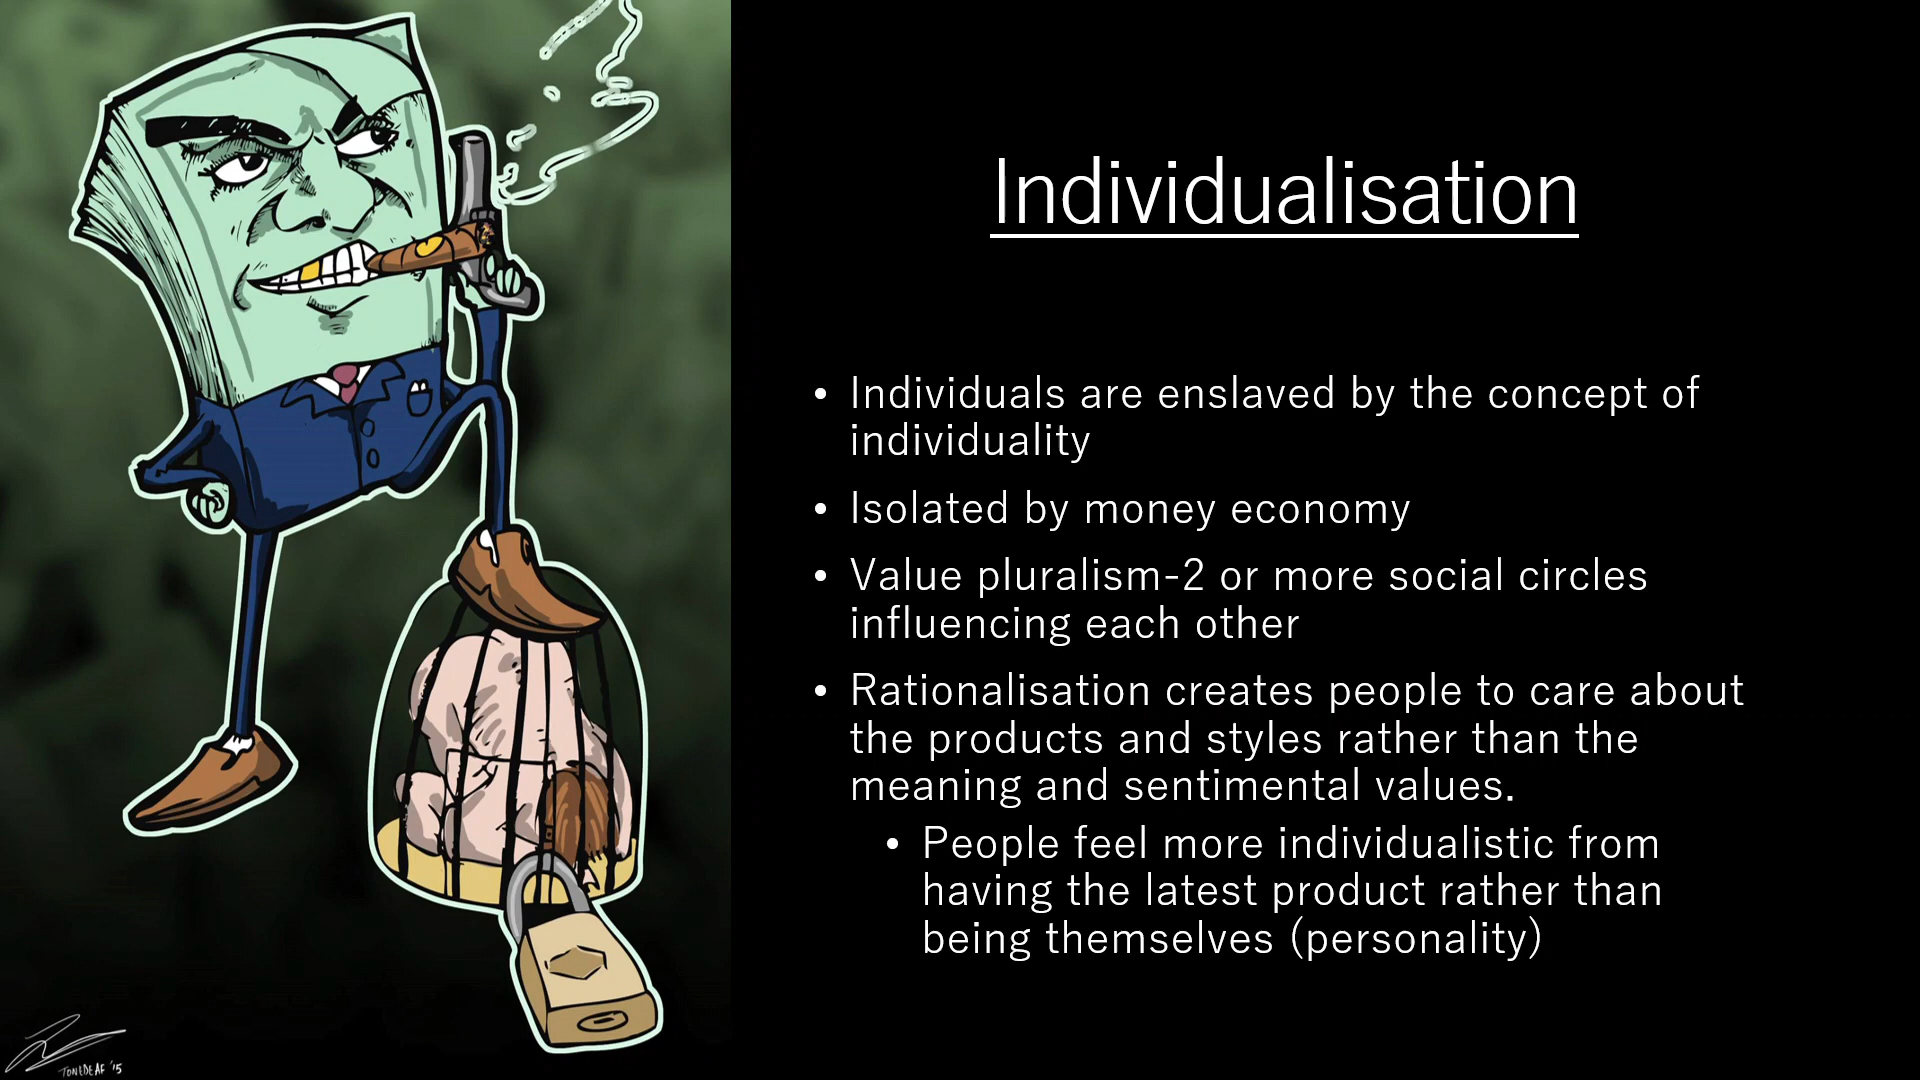 Individualisation
• Individuals are enslaved by the concept of
individuality
• Isolated by money economy
• Value pluralism-2 or more social circles
influencing each other
• Rationalisation creates people to care about
the products and styles rather than the
meaning and sentimental values.
• People feel more individualistic from
having the latest product rather than
being themselves (personality)
TONEDEAF '15